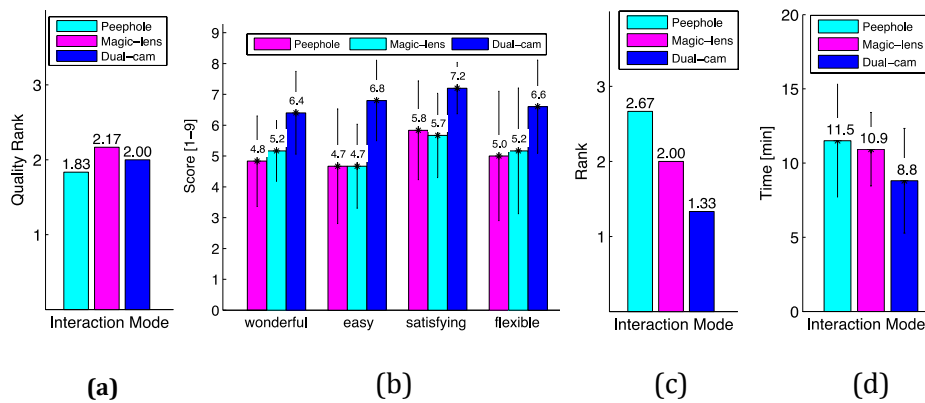 Peephole
Magic-lens
Dual-cam
Quality Rank
3
2
1
1.83
2.17
2.00
Interaction Mode
(a)
Peephole Magic-lens Dual-cam
Score [1-9]
9
8
7
6
5
4
3
2
1
0
4.8
5.2
6.4
4.7
4.7
6.8
5.8
5.7
7.2
5.0
5.2
6.6
wonderful easy satisfying flexible
(b)
Peephole
Magic-lens
Dual-cam
Rank
3
2
1
2.67
2.00
1.33
Interaction Mode
(c)
Peephole
Magic-lens
Dual-cam
Time [min]
20
15
10
5
0
11.5
10.9
8.8
Interaction Mode
(d)